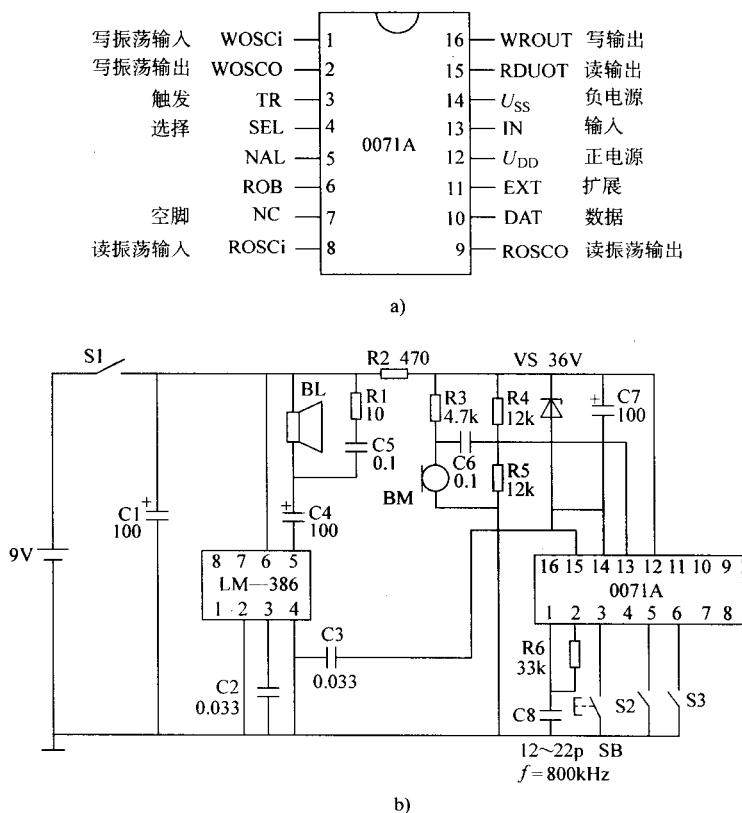 写振荡输入 WOSCi 1 16 WROUT 写输出
写振荡输出 WOSCO 2 15 RDUOT 读输出
触发 TR 3 14 USS 负电源
选择 SEL 4 13 IN 输入
0071A
NAL 5 12 UDD 正电源
ROB 6 11 EXT 扩展
空脚 NC 7 10 DAT 数据
读振荡输入 ROSCi 8 9 ROSCO 读振荡输出
a)
S1
R2 470
VS 36V
BL
R1
10
R3
4.7k
R4
12k
C7
100
C5
0.1
C6
0.1
R5
12k
BM
C1
100
C4
100
9V
8 7 6 5
LM—386
1 2 3 4
16 15 14 13 12 11 10 9
0071A
1 2 3 4 5 6 7 8
C3
0.033
R6
33k
C2
0.033
C8
S2
S3
12～22p SB
f=800kHz
b)